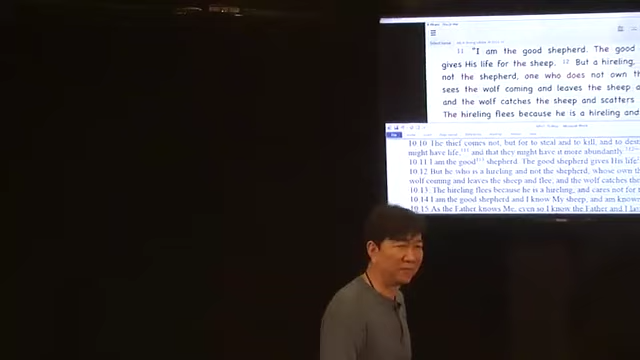 11 "I am the good shepherd. The good
gives His life for the sheep. 12 But a hireling,
not the shepherd, one who does not own th
sees the wolf coming and leaves the sheep a
and the wolf catches the sheep and scatters
The hireling flees because he is a hireling and
10:10 The thief comes not, but for to steal and to kill, and to des
might have life, and that they might have it more abundantly.
10:11 I am the good shepherd. The good shepherd gives His life
10:12 But he who is a hireling and not the shepherd, whose own th
wolf coming and leaves the sheep and flee, and the wolf catches the
10:13 The hireling flees because he is a hireling, and cares not for t
10:14 I am the good shepherd and I know My sheep, and am known
10:15 As the Father knows Me, even so I know the Father and I la